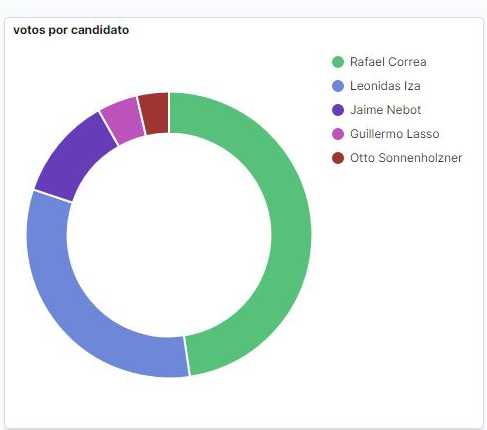 votos por candidato
Rafael Correa
Leonidas Iza
Jaime Nebot
Guillermo Lasso
Otto Sonnenholzner